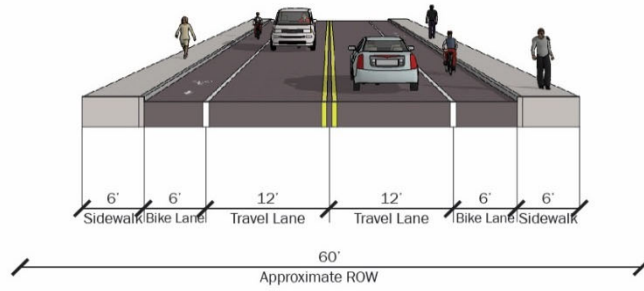 6' 6' 12' 12' 6' 6'
Sidewalk Bike Lane Travel Lane Travel Lane Bike Lane Sidewalk
60'
Approximate ROW